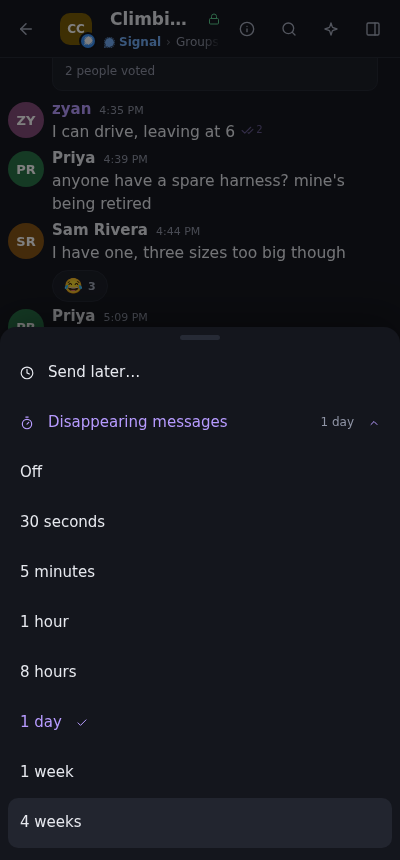 CC
Climbi…
Signal › Groups
2 people voted
ZY
zyan 4:35 PM
I can drive, leaving at 6 2
PR
Priya 4:39 PM
anyone have a spare harness? mine's
being retired
SR
Sam Rivera 4:44 PM
I have one, three sizes too big though
😂 3
PR
Priya 5:09 PM
Send later…
Disappearing messages 1 day
Off
30 seconds
5 minutes
1 hour
8 hours
1 day
1 week
4 weeks